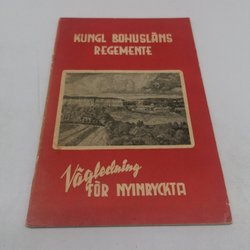 KUNGL BOHUSLÄNS
REGEMENTE
Vägledning
FÖR NYINRYCKTA